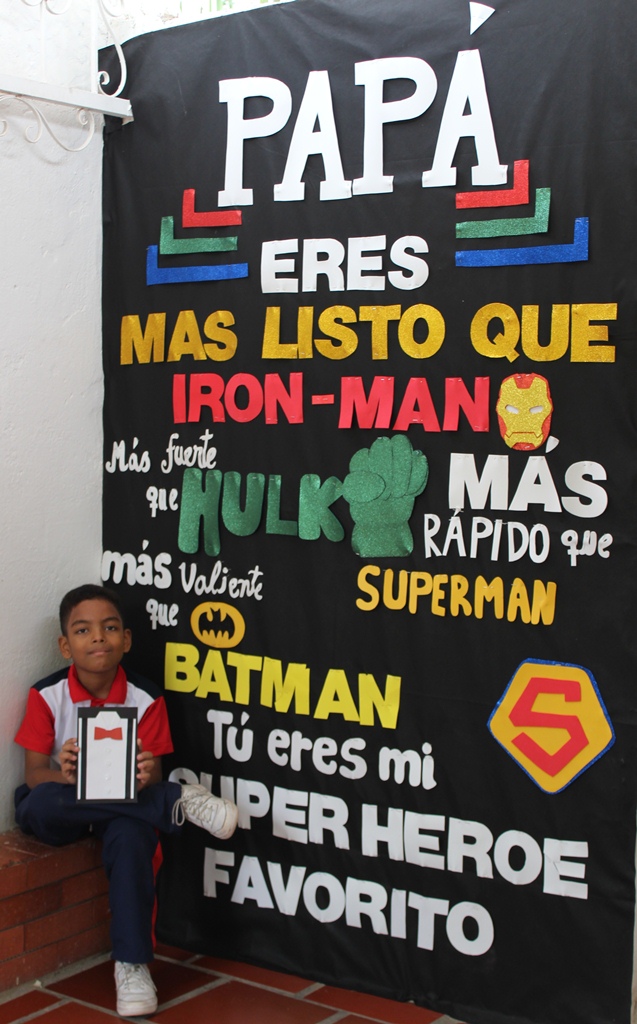 PAPÁ
ERES
MAS LISTO QUE
IRON-MAN
Más fuerte MÁS
que HULK RÁPIDO que
más Valiente SUPERMAN
que
BATMAN S
Tú eres mi
SUPER HEROE
FAVORITO